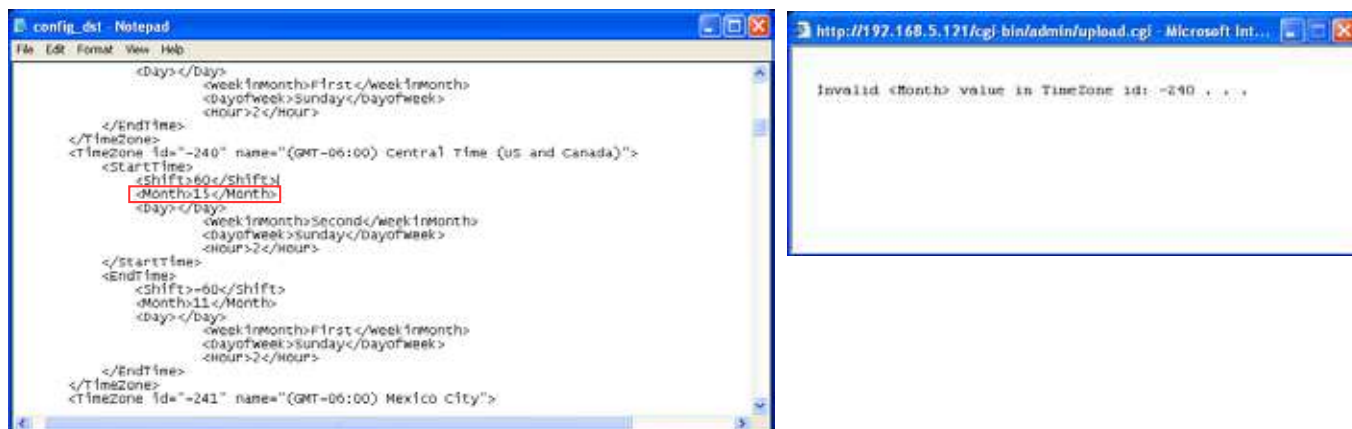 config_dst - Notepad
File Edit Format View Help
<Day></Day>
<WeekInMonth>First</WeekInMonth>
<DayofWeek>Sunday</DayofWeek>
<Hour>2</Hour>
</EndTime>
</TimeZone>
<TimeZone id="-240" name="(GMT-06:00) Central Time (US and Canada)">
<StartTime>
<Shift>60</Shift>
<Month>15</Month>
<Day></Day>
<WeekInMonth>Second</WeekInMonth>
<DayofWeek>Sunday</DayofWeek>
<Hour>2</Hour>
</StartTime>
<EndTime>
<Shift>-60</Shift>
<Month>11</Month>
<Day></Day>
<WeekInMonth>First</WeekInMonth>
<DayofWeek>Sunday</DayofWeek>
<Hour>2</Hour>
</EndTime>
</TimeZone>
<TimeZone id="-241" name="(GMT-06:00) Mexico City">
http://192.168.5.121/cgi-bin/admin/upload.cgi - Microsoft Int...
Invalid <Month> value in TimeZone id: -240 . . .